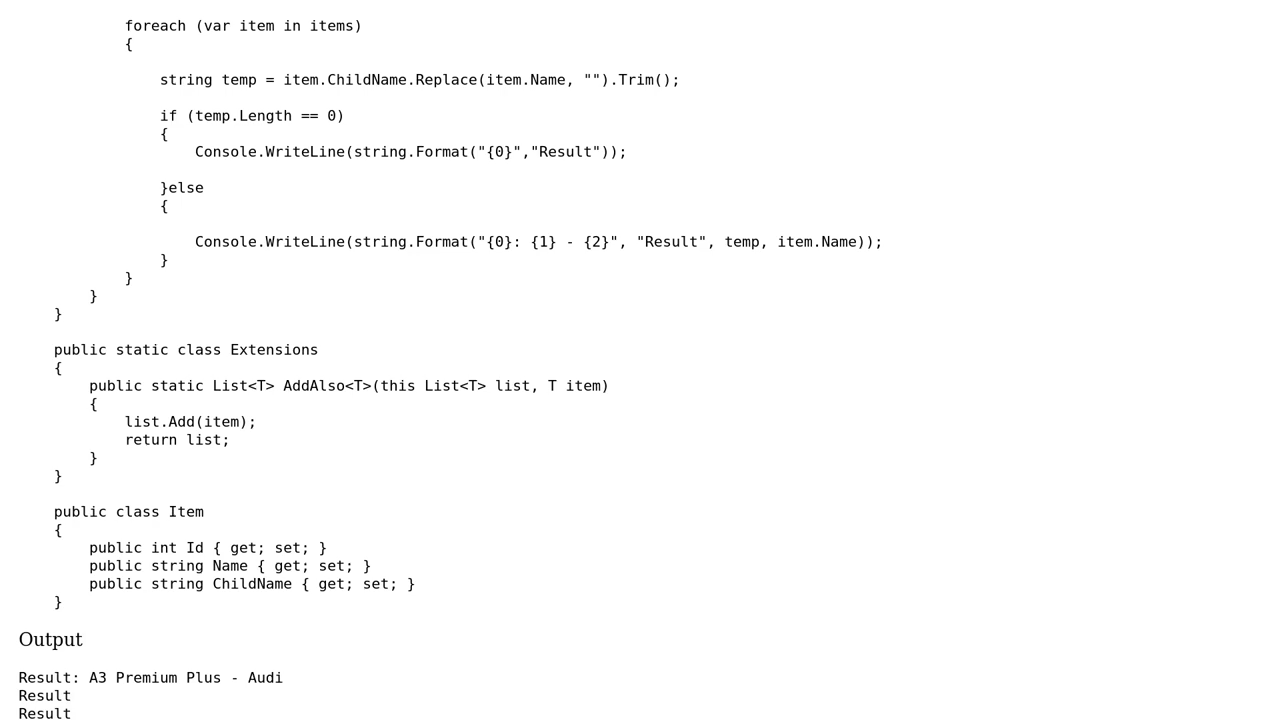 foreach (var item in items)
{
string temp = item.ChildName.Replace(item.Name, "").Trim();
if (temp.Length == 0)
{
Console.WriteLine(string.Format("{0}","Result"));
}else
{
Console.WriteLine(string.Format("{0}: {1} - {2}", "Result", temp, item.Name));
}
}
}
}
public static class Extensions
{
public static List<T> AddAlso<T>(this List<T> list, T item)
{
list.Add(item);
return list;
}
}
public class Item
{
public int Id { get; set; }
public string Name { get; set; }
public string ChildName { get; set; }
}
Output
Result: A3 Premium Plus - Audi
Result
Result